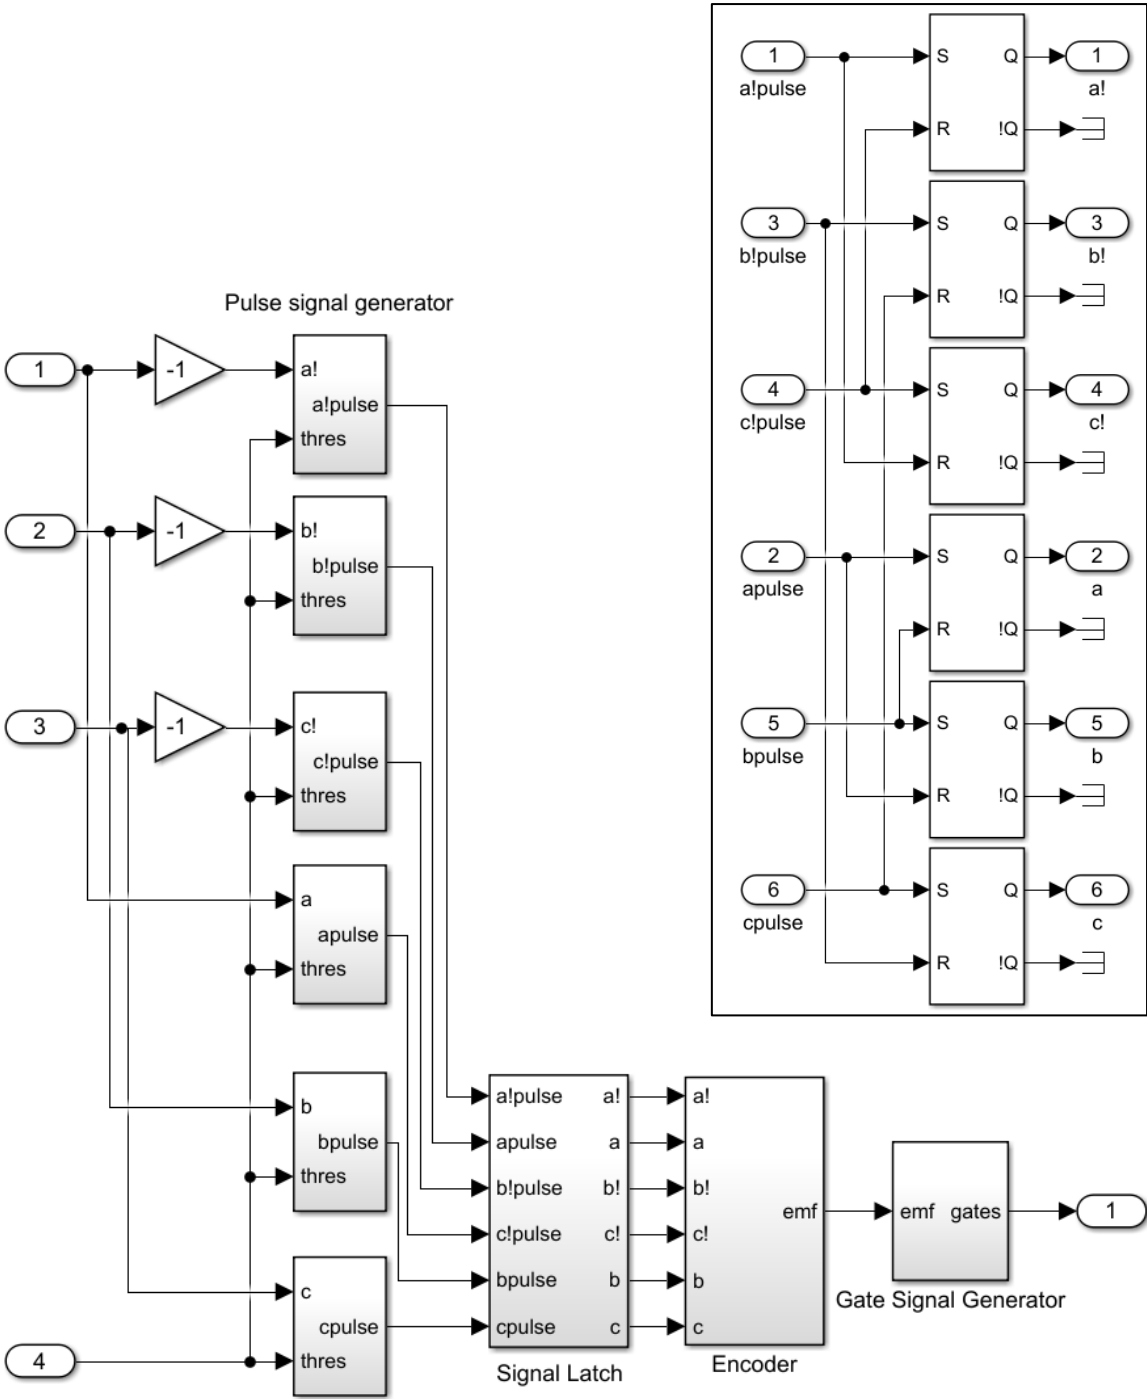 1
a!pulse
S
Q
R
!Q
1
a!
3
b!pulse
S
Q
R
!Q
3
b!
4
c!pulse
S
Q
R
!Q
4
c!
2
apulse
S
Q
R
!Q
2
a
5
bpulse
S
Q
R
!Q
5
b
6
cpulse
S
Q
R
!Q
6
c
Pulse signal generator
1
-1
a!
a!pulse
thres
2
-1
b!
b!pulse
thres
3
-1
c!
c!pulse
thres
a
apulse
thres
b
bpulse
thres
c
cpulse
thres
4
a!pulse a!
apulse a
b!pulse b!
c!pulse c!
bpulse b
cpulse c
Signal Latch
a!
a
b!
emf
c!
b
c
Encoder
emf gates
Gate Signal Generator
1